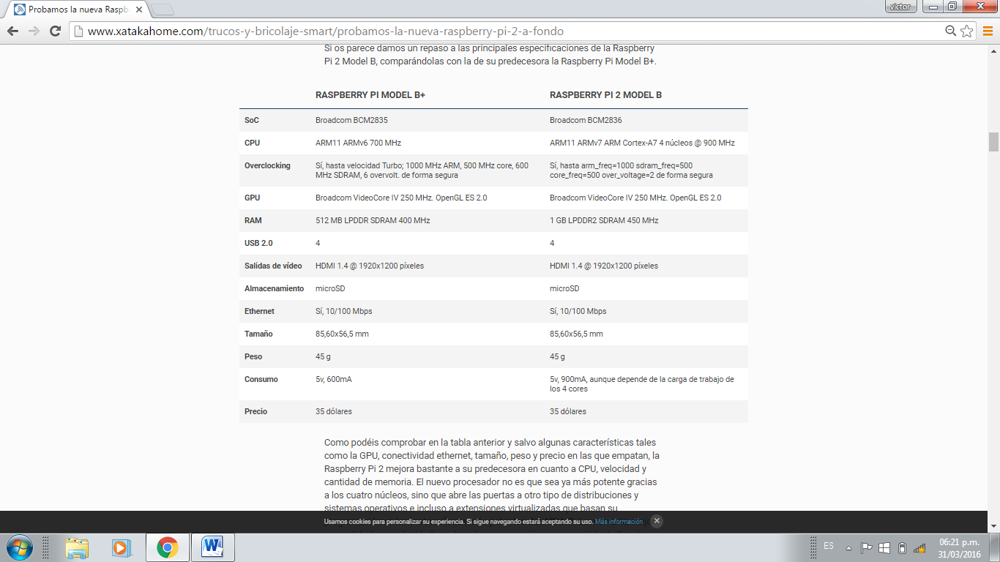 Probamos la nueva Raspb
victor
www.xatakahome.com/trucos-y-bricolaje-smart/probamos-la-nueva-raspberry-pi-2-a-fondo
Si os parece damos un repaso a las principales especificaciones de la Raspberry
Pi 2 Model B, comparándolas con la de su predecesora la Raspberry Pi Model B+.
RASPBERRY PI MODEL B+ RASPBERRY PI 2 MODEL B
SoC Broadcom BCM2835 Broadcom BCM2836
CPU ARM11 ARMv6 700 MHz ARM11 ARMv7 ARM Cortex-A7 4 núcleos @ 900 MHz
Overclocking Sí, hasta velocidad Turbo; 1000 MHz ARM, 500 MHz core, 600 Sí, hasta arm_freq=1000 sdram_freq=500
MHz SDRAM, 6 overvolt. de forma segura core_freq=500 over_voltage=2 de forma segura
GPU Broadcom VideoCore IV 250 MHz. OpenGL ES 2.0 Broadcom VideoCore IV 250 MHz. OpenGL ES 2.0
RAM 512 MB LPDDR SDRAM 400 MHz 1 GB LPDDR2 SDRAM 450 MHz
USB 2.0 4 4
Salidas de vídeo HDMI 1.4 @ 1920x1200 píxeles HDMI 1.4 @ 1920x1200 píxeles
Almacenamiento microSD microSD
Ethernet Sí, 10/100 Mbps Sí, 10/100 Mbps
Tamaño 85,60x56,5 mm 85,60x56,5 mm
Peso 45 g 45 g
Consumo 5v, 600mA 5v, 900mA, aunque depende de la carga de trabajo de
los 4 cores
Precio 35 dólares 35 dólares
Como podéis comprobar en la tabla anterior y salvo algunas características tales
como la GPU, conectividad ethernet, tamaño, peso y precio en las que empatan, la
Raspberry Pi 2 mejora bastante a su predecesora en cuanto a CPU, velocidad y
cantidad de memoria. El nuevo procesador no es que sea ya más potente gracias
a los cuatro núcleos, sino que abre las puertas a otro tipo de distribuciones y
sistemas operativos e incluso a extensiones virtualizadas que basan su
Usamos cookies para personalizar su experiencia. Si sigue navegando estará aceptando su uso. Más información
ES
06:21 p.m.
31/03/2016